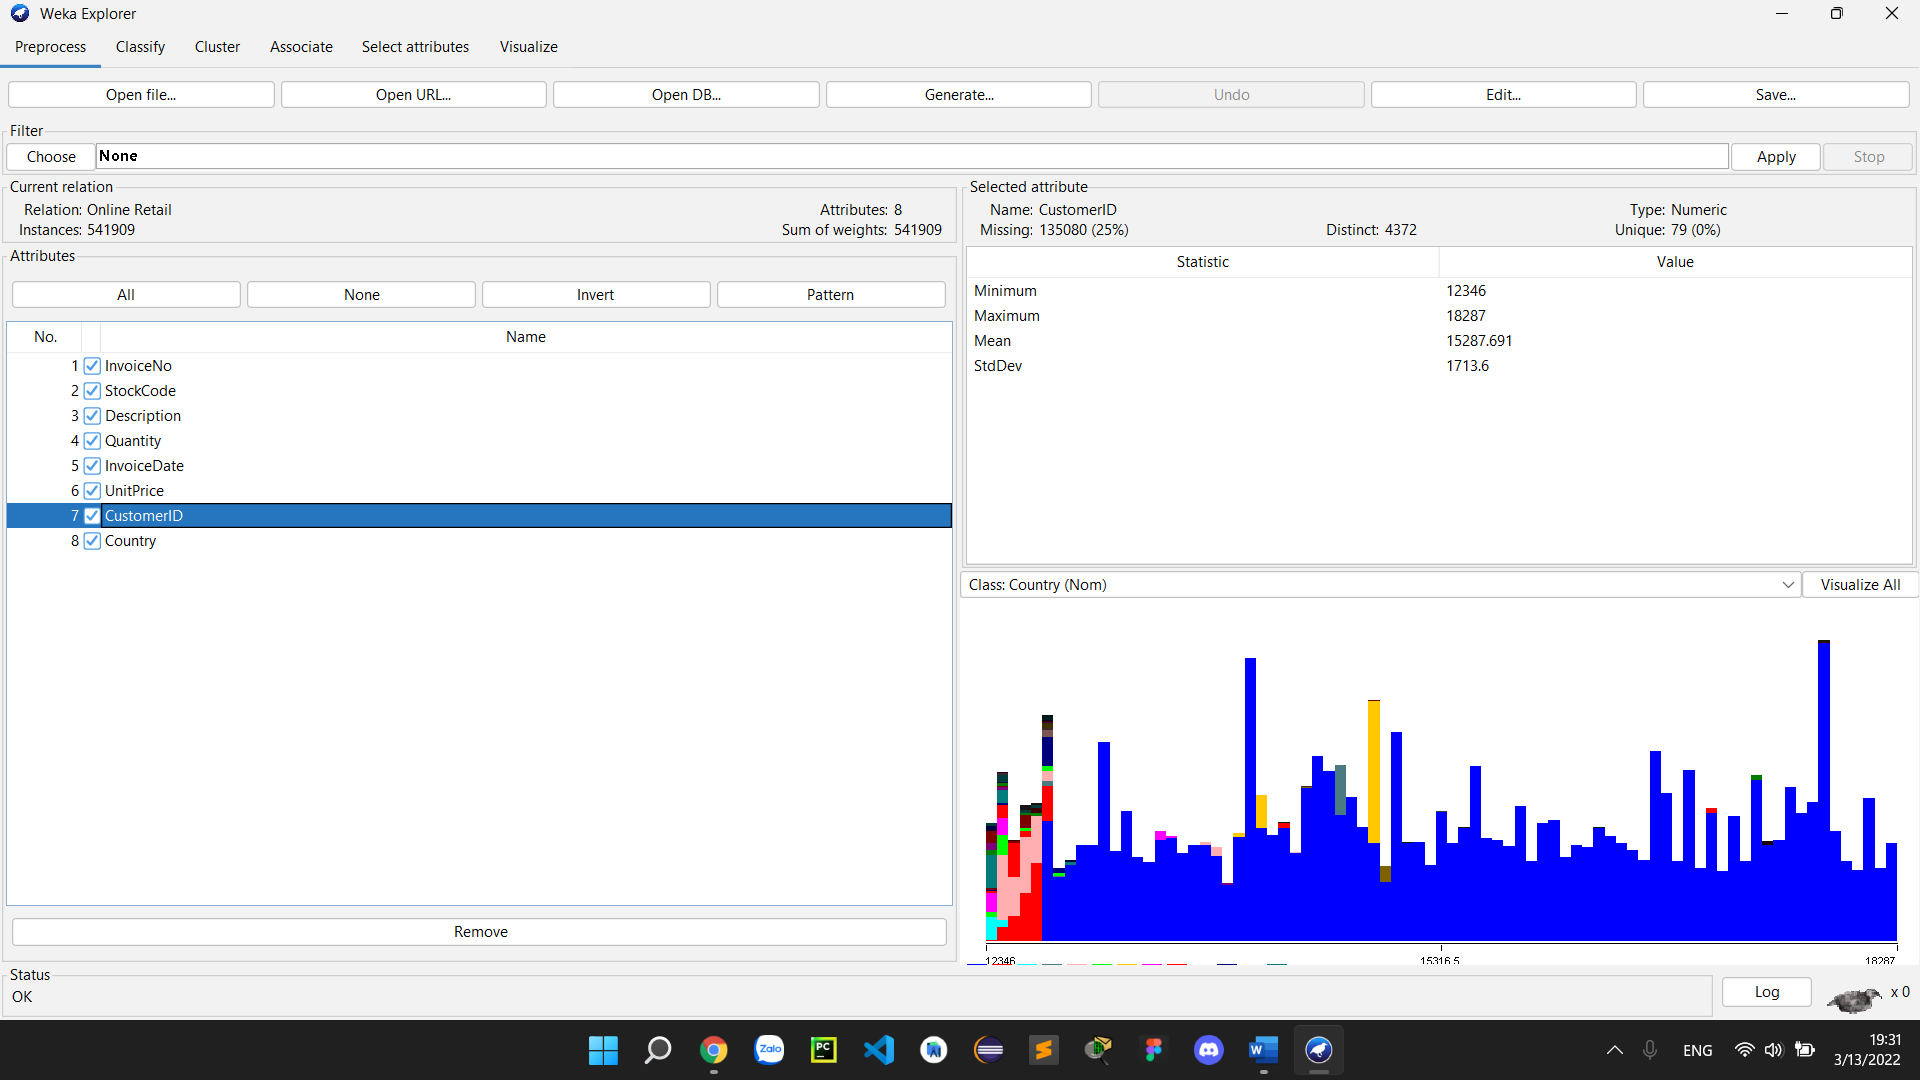 Weka Explorer
Preprocess Classify Cluster Associate Select attributes Visualize
Open file... Open URL... Open DB... Generate... Undo Edit... Save...
Filter
Choose None Apply Stop
Current relation
Relation: Online Retail Attributes: 8
Instances: 541909 Sum of weights: 541909
Attributes
All None Invert Pattern
No. Name
1 InvoiceNo
2 StockCode
3 Description
4 Quantity
5 InvoiceDate
6 UnitPrice
7 CustomerID
8 Country
Remove
Selected attribute
Name: CustomerID Type: Numeric
Missing: 135080 (25%) Distinct: 4372 Unique: 79 (0%)
Statistic Value
Minimum 12346
Maximum 18287
Mean 15287.691
StdDev 1713.6
Class: Country (Nom) Visualize All
12346 15316.5 18287
Status
OK
Log x 0
Zalo
PC
W
ENG
19:31
3/13/2022